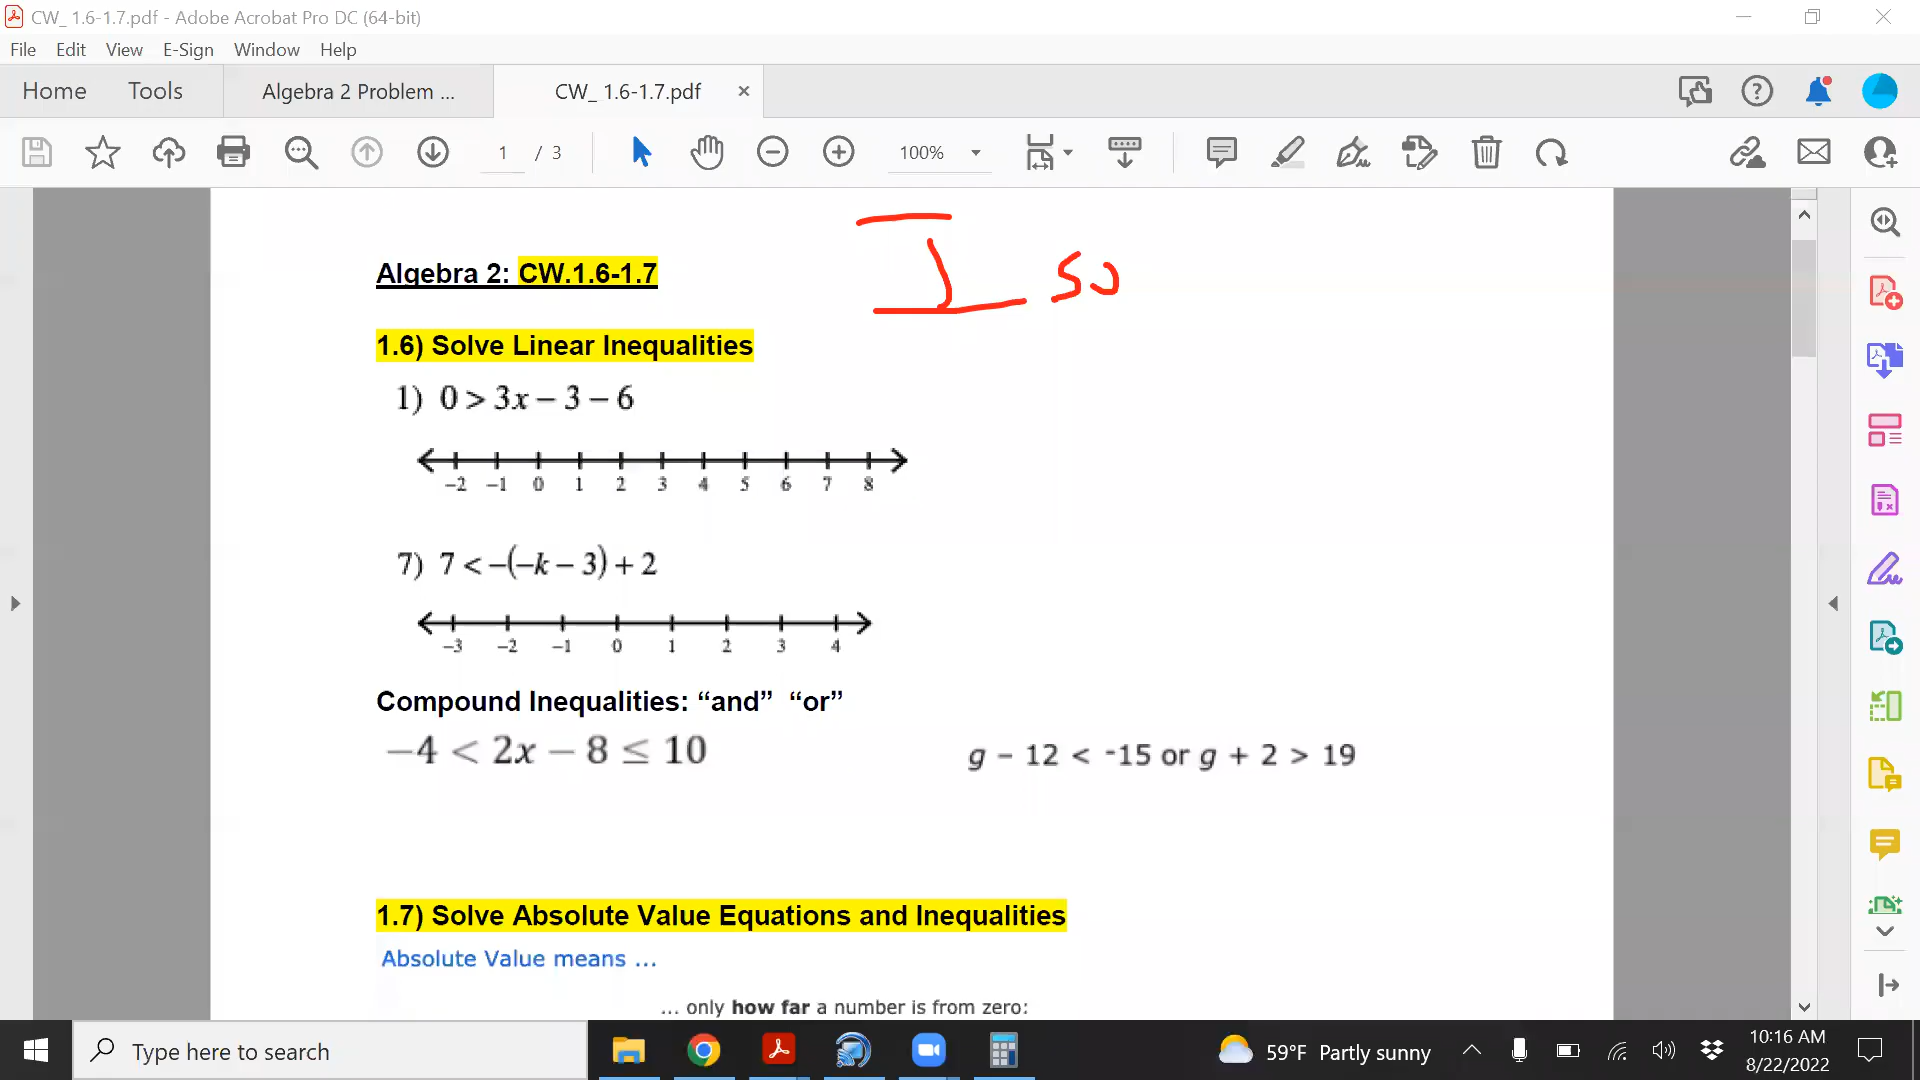 CW_ 1.6-1.7.pdf - Adobe Acrobat Pro DC (64-bit)
File Edit View E-Sign Window Help
Home Tools Algebra 2 Problem ... CW_ 1.6-1.7.pdf ×
1 / 3 100%
I so
Algebra 2: CW.1.6-1.7
1.6) Solve Linear Inequalities
1) 0 > 3x – 3 – 6
–2 –1 0 1 2 3 4 5 6 7 8
7) 7 < –(–k – 3) + 2
–3 –2 –1 0 1 2 3 4
Compound Inequalities: “and” “or”
−4 < 2x − 8 ≤ 10
g – 12 < -15 or g + 2 > 19
1.7) Solve Absolute Value Equations and Inequalities
Absolute Value means ...
... only how far a number is from zero:
Type here to search
59°F Partly sunny
10:16 AM
8/22/2022